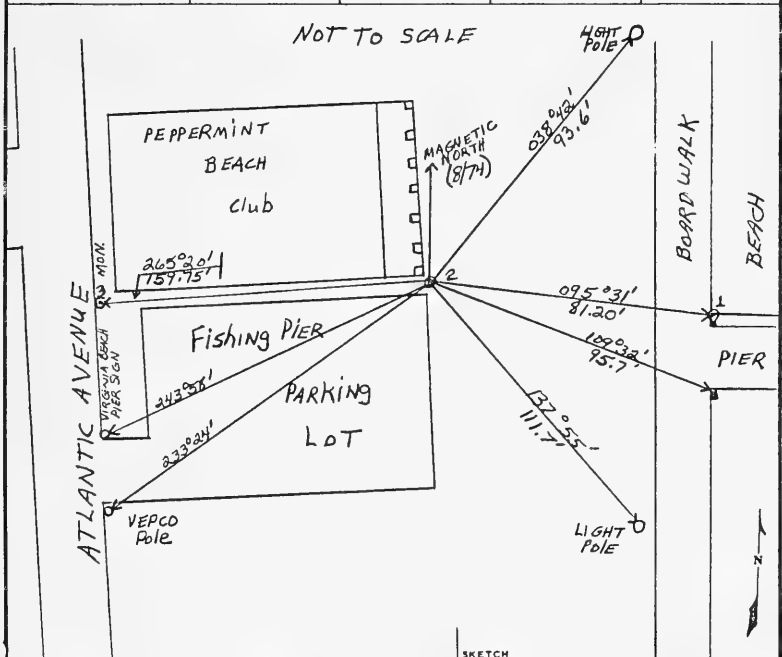 NOT TO SCALE
LIGHT
POLE
PEPPERMINT
BEACH
Club
MAGNETIC
NORTH
(8/74)
038°42'
93.6'
BOARDWALK
BEACH
3 MON.
265°20'
159.75'
2
095°31'
81.20'
1
109°32'
95.7'
PIER
Fishing Pier
PARKING
LOT
VIRGINIA BEACH
PIER SIGN
243°58'
233°24'
137°55'
111.7'
ATLANTIC AVENUE
VEPCO
Pole
LIGHT
POLE
N
SKETCH